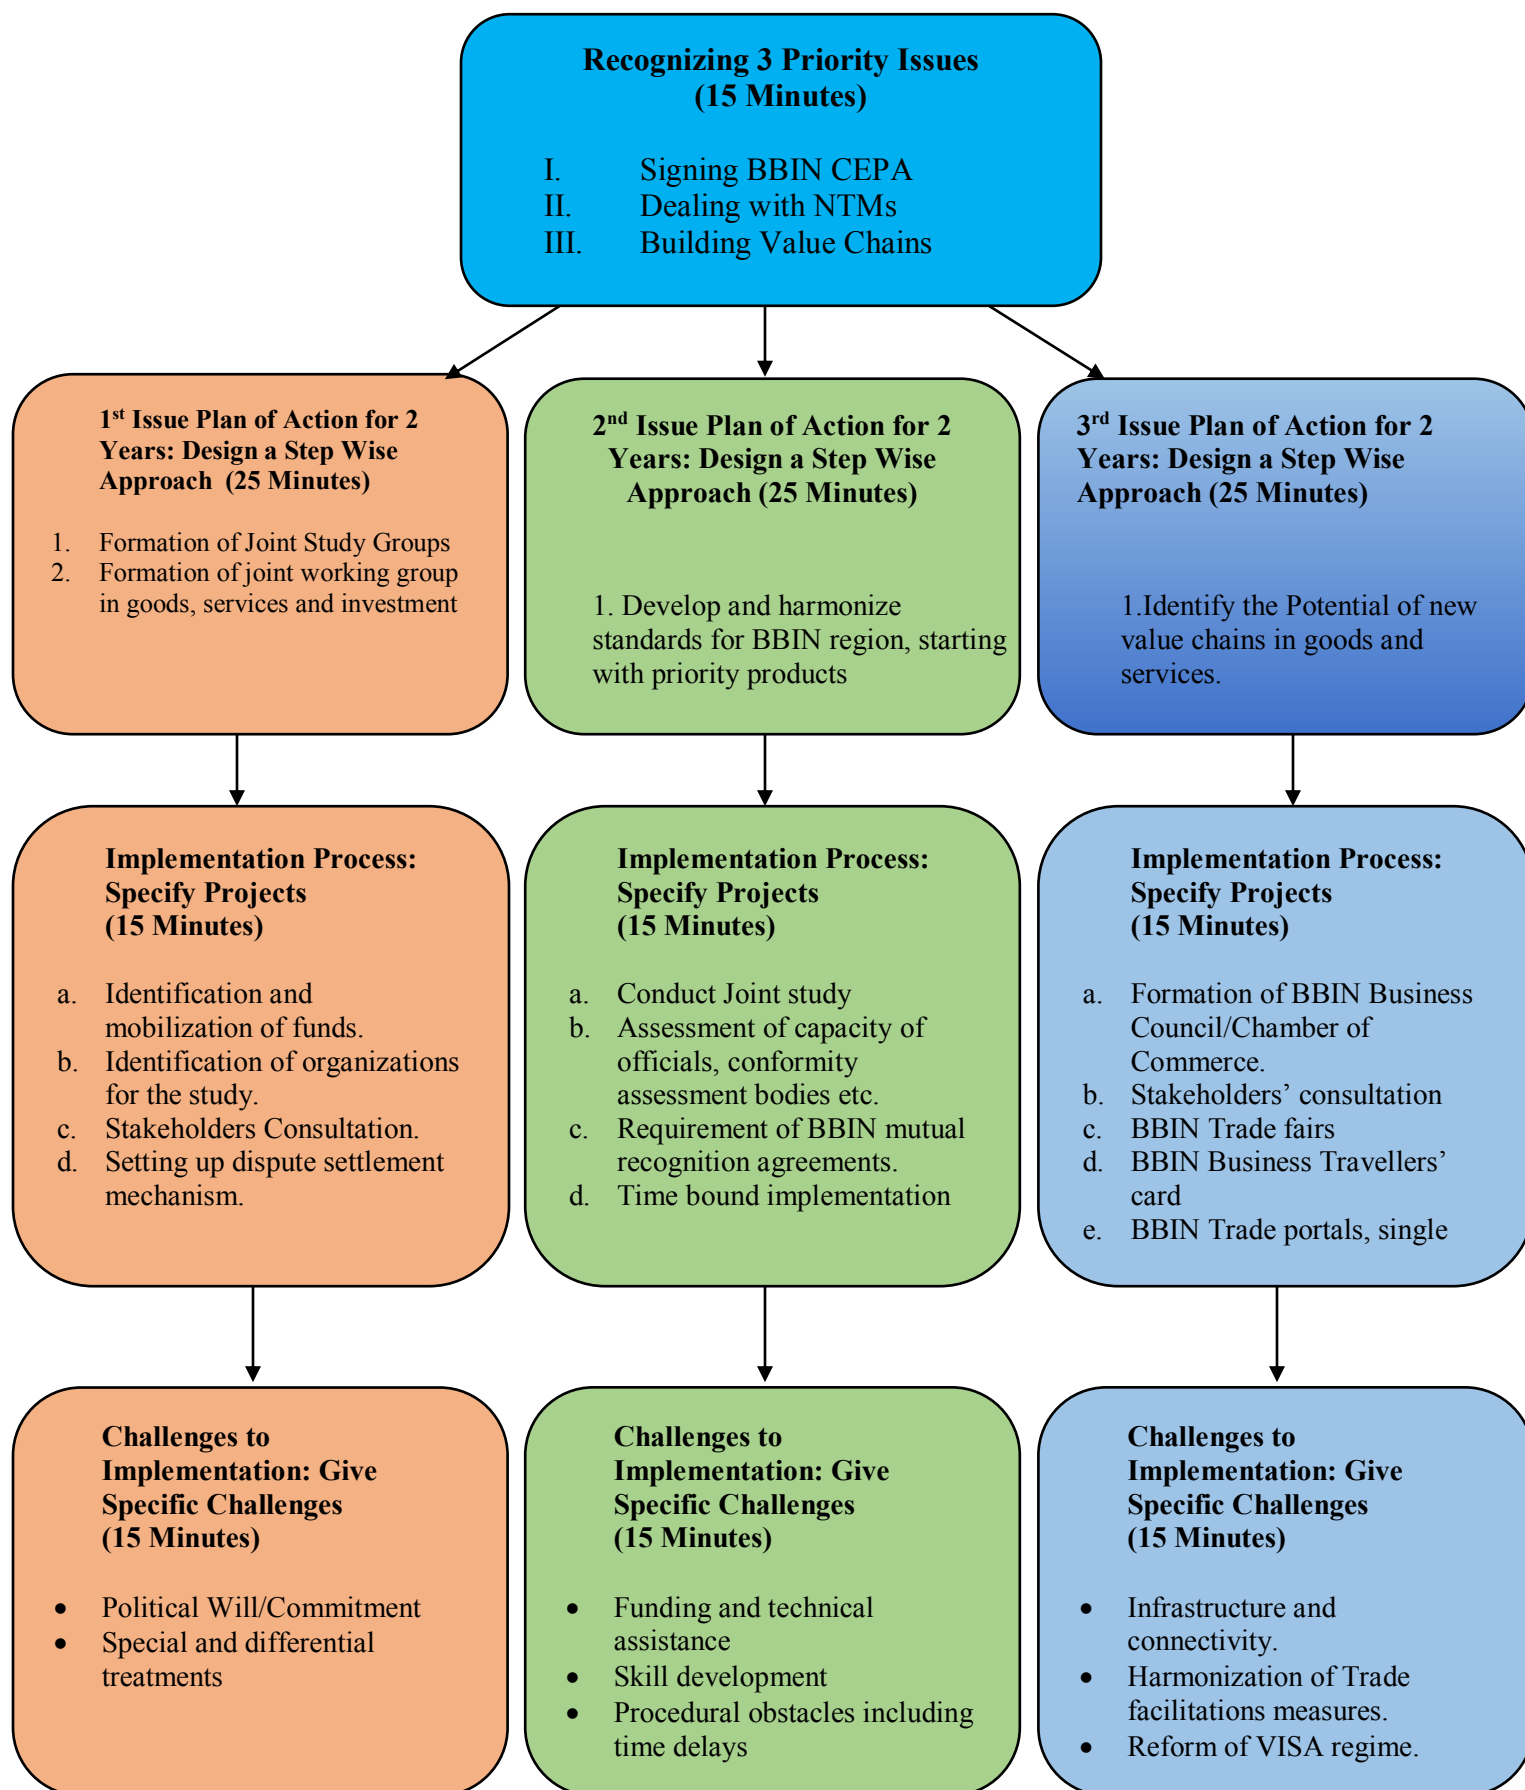 Recognizing 3 Priority Issues
(15 Minutes)
I. Signing BBIN CEPA
II. Dealing with NTMs
III. Building Value Chains
1st Issue Plan of Action for 2
Years: Design a Step Wise
Approach (25 Minutes)
1. Formation of Joint Study Groups
2. Formation of joint working group
in goods, services and investment
2nd Issue Plan of Action for 2
Years: Design a Step Wise
Approach (25 Minutes)
1. Develop and harmonize
standards for BBIN region, starting
with priority products
3rd Issue Plan of Action for 2
Years: Design a Step Wise
Approach (25 Minutes)
1.Identify the Potential of new
value chains in goods and
services.
Implementation Process:
Specify Projects
(15 Minutes)
a. Identification and
mobilization of funds.
b. Identification of organizations
for the study.
c. Stakeholders Consultation.
d. Setting up dispute settlement
mechanism.
Implementation Process:
Specify Projects
(15 Minutes)
a. Conduct Joint study
b. Assessment of capacity of
officials, conformity
assessment bodies etc.
c. Requirement of BBIN mutual
recognition agreements.
d. Time bound implementation
Implementation Process:
Specify Projects
(15 Minutes)
a. Formation of BBIN Business
Council/Chamber of
Commerce.
b. Stakeholders’ consultation
c. BBIN Trade fairs
d. BBIN Business Travellers’
card
e. BBIN Trade portals, single
Challenges to
Implementation: Give
Specific Challenges
(15 Minutes)
• Political Will/Commitment
• Special and differential
treatments
Challenges to
Implementation: Give
Specific Challenges
(15 Minutes)
• Funding and technical
assistance
• Skill development
• Procedural obstacles including
time delays
Challenges to
Implementation: Give
Specific Challenges
(15 Minutes)
• Infrastructure and
connectivity.
• Harmonization of Trade
facilitations measures.
• Reform of VISA regime.